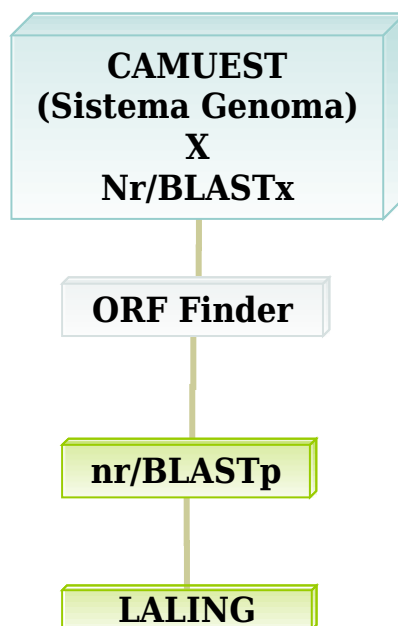 CAMUEST
(Sistema Genoma)
X
Nr/BLASTx
ORF Finder
nr/BLASTp
LALING